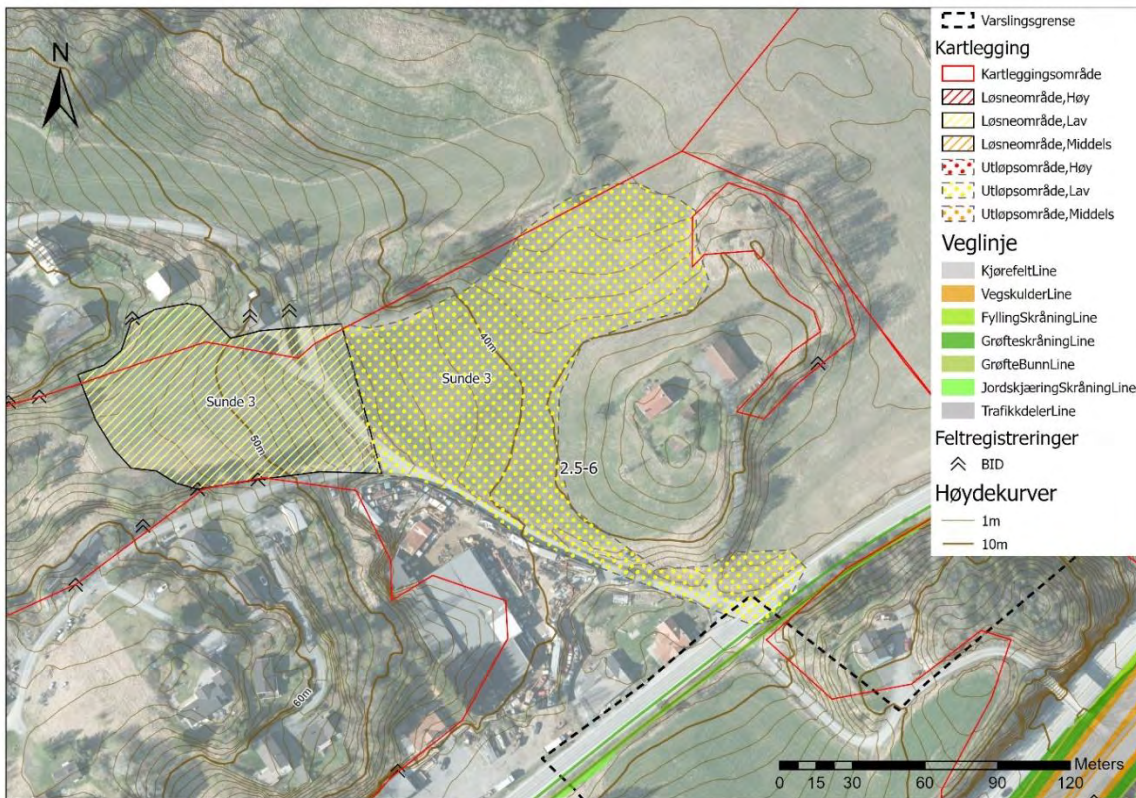 N
Sunde 3
50m
40m
Sunde 3
2.5-6
60m
Varslingsgrense
Kartlegging
Kartleggingsområde
Løsneområde,Høy
Løsneområde,Lav
Løsneområde,Middels
Utløpsområde,Høy
Utløpsområde,Lav
Utløpsområde,Middels
Veglinje
KjørefeltLine
VegskulderLine
FyllingSkråningLine
GrøfteskråningLine
GrøfteBunnLine
JordskjæringSkråningLine
TrafikkdelerLine
Feltregistreringer
BID
Høydekurver
1m
10m
Meters
0 15 30 60 90 120